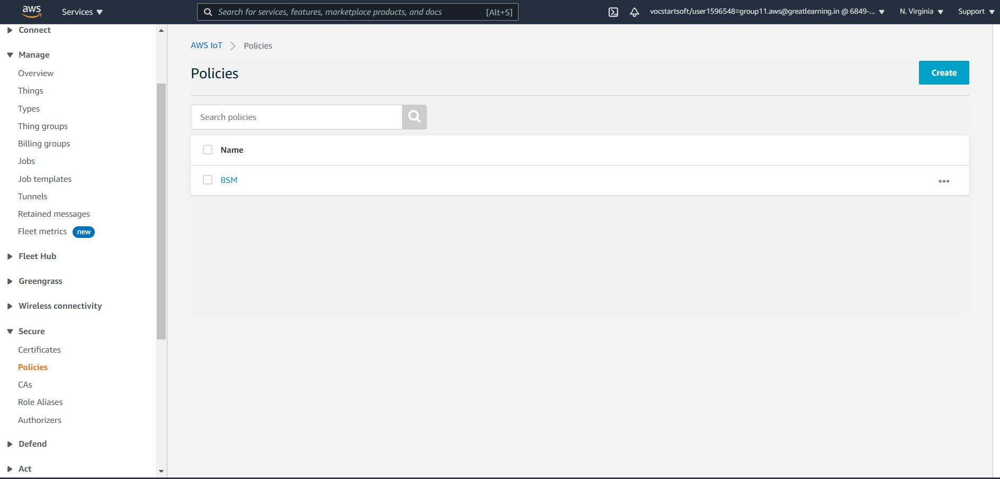 aws
Services
Search for services, features, marketplace products, and docs [Alt+S]
vocstartsoft/user1596548=group11.aws@greatlearning.in @ 6849-...
N. Virginia
Support
Connect
Manage
Overview
Things
Types
Thing groups
Billing groups
Jobs
Job templates
Tunnels
Retained messages
Fleet metrics new
Fleet Hub
Greengrass
Wireless connectivity
Secure
Certificates
Policies
CAs
Role Aliases
Authorizers
Defend
Act
AWS IoT Policies
Policies
Create
Search policies
Name
BSM